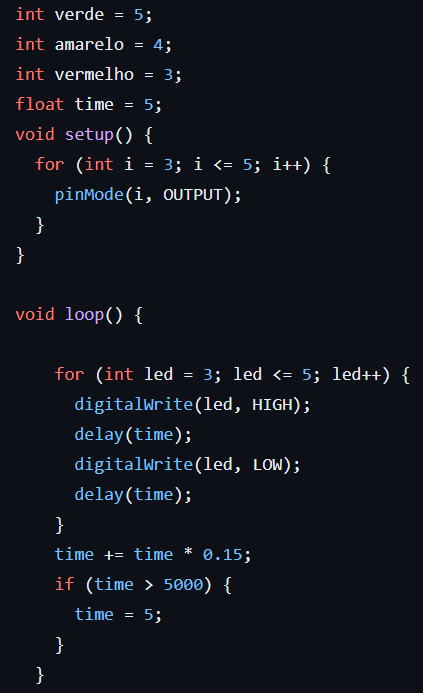 int verde = 5;
int amarelo = 4;
int vermelho = 3;
float time = 5;
void setup() {
  for (int i = 3; i <= 5; i++) {
    pinMode(i, OUTPUT);
  }
}

void loop() {

    for (int led = 3; led <= 5; led++) {
      digitalWrite(led, HIGH);
      delay(time);
      digitalWrite(led, LOW);
      delay(time);
    }
    time += time * 0.15;
    if (time > 5000) {
      time = 5;
    }
  }